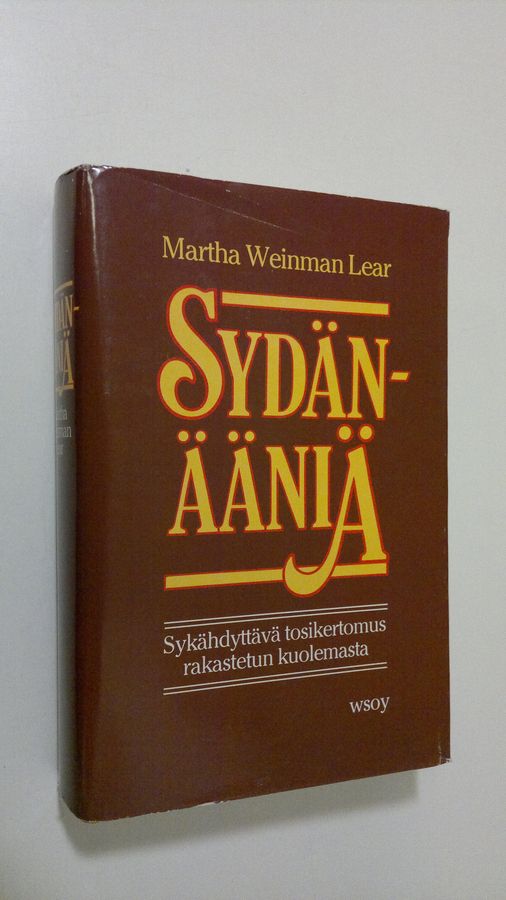 Martha Weinman Lear
SYDÄN-
ÄÄNIÄ
Sykähdyttävä tosikertomus
rakastetun kuolemasta
wsoy